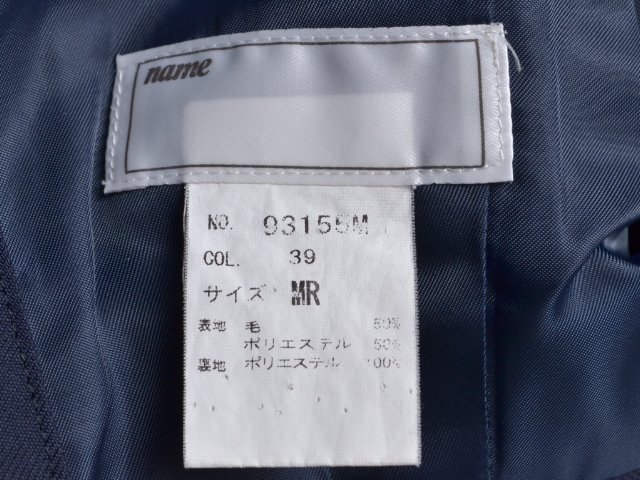 name
NO. 93155M
COL. 39
サイズ MR
表地 毛 50%
ポリエステル 50%
裏地 ポリエステル 100%